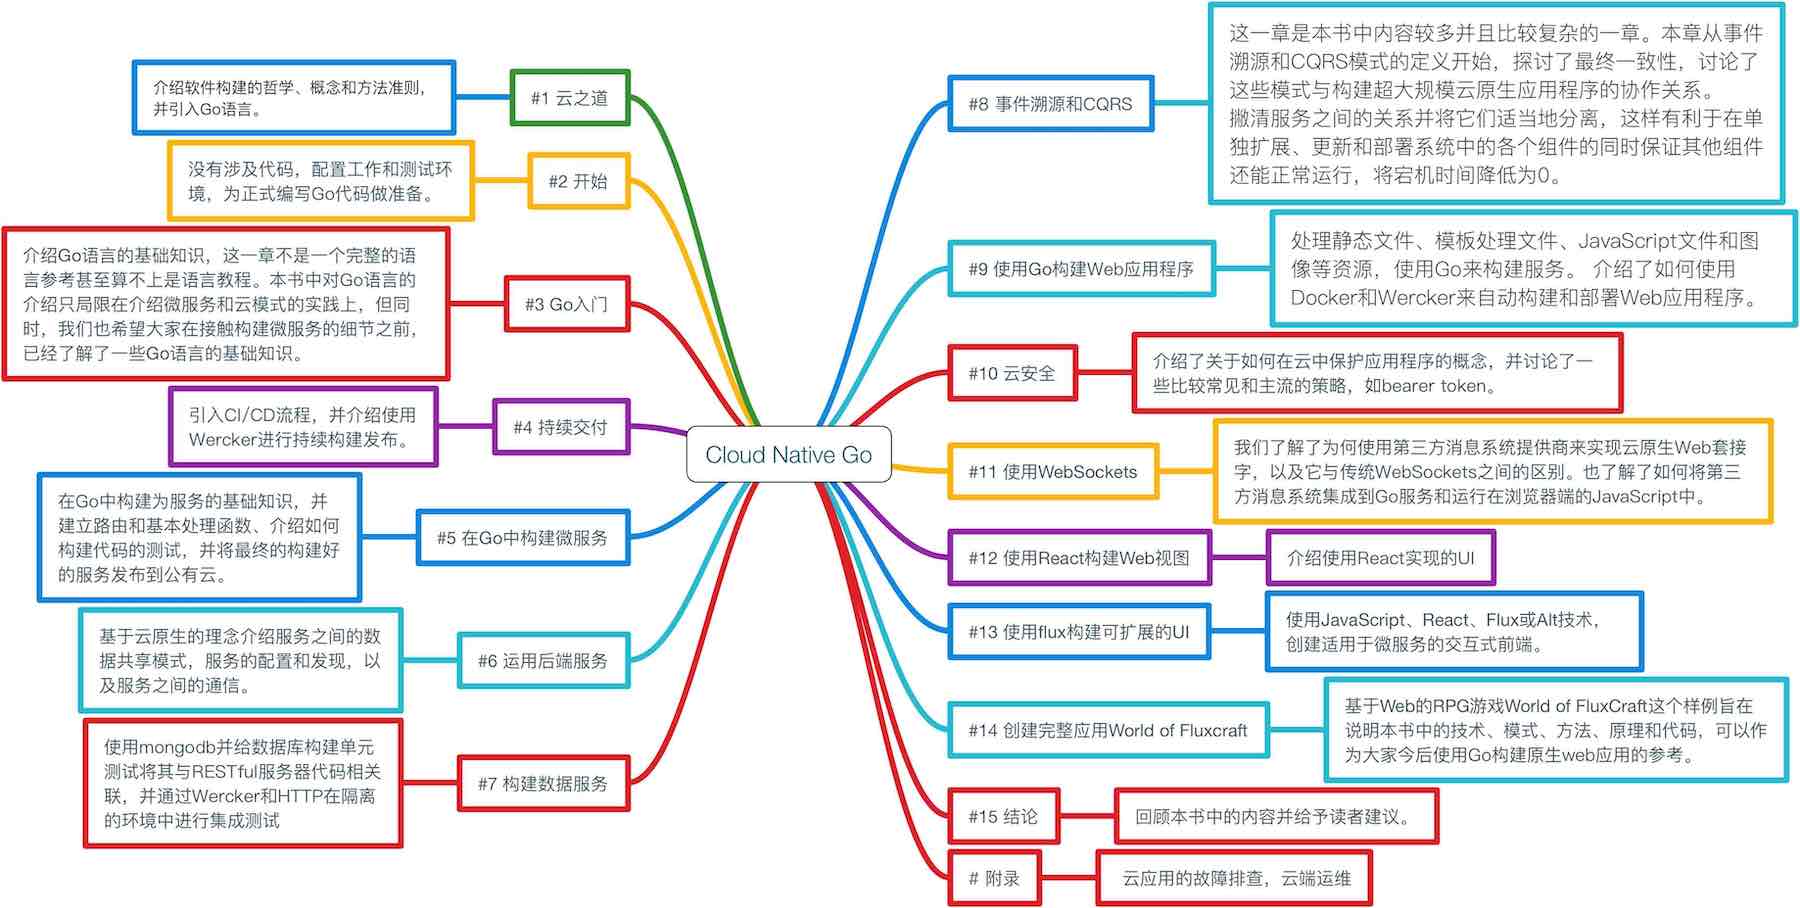 Cloud Native Go
#1 云之道
介绍软件构建的哲学、概念和方法准则，
并引入Go语言。
#2 开始
没有涉及代码，配置工作和测试环
境，为正式编写Go代码做准备。
#3 Go入门
介绍Go语言的基础知识，这一章不是一个完整的语
言参考甚至算不上是语言教程。本书中对Go语言的
介绍只局限在介绍微服务和云模式的实践上，但同
时，我们也希望大家在接触构建微服务的细节之前，
已经了解了一些Go语言的基础知识。
#4 持续交付
引入CI/CD流程，并介绍使用
Wercker进行持续构建发布。
#5 在Go中构建微服务
在Go中构建为服务的基础知识，并
建立路由和基本处理函数、介绍如何
构建代码的测试，并将最终的构建好
的服务发布到公有云。
#6 运用后端服务
基于云原生的理念介绍服务之间的数
据共享模式，服务的配置和发现，以
及服务之间的通信。
#7 构建数据服务
使用mongodb并给数据库构建单元
测试将其与RESTful服务器代码相关
联，并通过Wercker和HTTP在隔离
的环境中进行集成测试
#8 事件溯源和CQRS
这一章是本书中内容较多并且比较复杂的一章。本章从事件
溯源和CQRS模式的定义开始，探讨了最终一致性，讨论了
这些模式与构建超大规模云原生应用程序的协作关系。
撇清服务之间的关系并将它们适当地分离，这样有利于在单
独扩展、更新和部署系统中的各个组件的同时保证其他组件
还能正常运行，将宕机时间降低为0。
#9 使用Go构建Web应用程序
处理静态文件、模板处理文件、JavaScript文件和图
像等资源，使用Go来构建服务。 介绍了如何使用
Docker和Wercker来自动构建和部署Web应用程序。
#10 云安全
介绍了关于如何在云中保护应用程序的概念，并讨论了一
些比较常见和主流的策略，如bearer token。
#11 使用WebSockets
我们了解了为何使用第三方消息系统提供商来实现云原生Web套接
字，以及它与传统WebSockets之间的区别。也了解了如何将第三
方消息系统集成到Go服务和运行在浏览器端的JavaScript中。
#12 使用React构建Web视图
介绍使用React实现的UI
#13 使用flux构建可扩展的UI
使用JavaScript、React、Flux或Alt技术，
创建适用于微服务的交互式前端。
#14 创建完整应用World of Fluxcraft
基于Web的RPG游戏World of FluxCraft这个样例旨在
说明本书中的技术、模式、方法、原理和代码，可以作
为大家今后使用Go构建原生web应用的参考。
#15 结论
回顾本书中的内容并给予读者建议。
# 附录
云应用的故障排查，云端运维